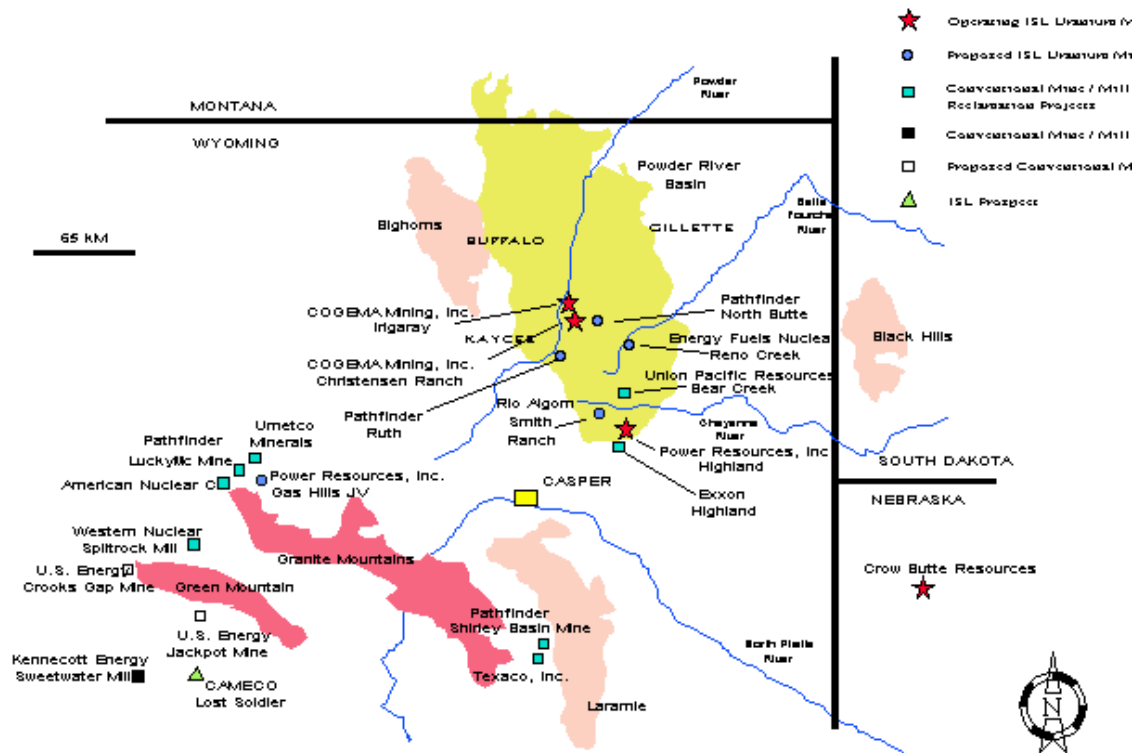 Operating ISL Uranium M
Proposed ISL Uranium Mi
Conventional Mine / Mill
Reclamation Projects
Conventional Mine / Mill
Proposed Conventional M
ISL Prospect
Powder
River
MONTANA
WYOMING
Powder River
Basin
Belle
Fourche
River
Bighorns
BUFFALO
GILLETTE
65 KM
COGEMA Mining, Inc.
Irigaray
Pathfinder
North Butte
KAYCEE
Energy Fuels Nuclear
Reno Creek
Black Hills
COGEMA Mining, Inc.
Christensen Ranch
Union Pacific Resources
Bear Creek
Pathfinder
Ruth
Rio Algom
Smith
Ranch
Cheyenne
River
Umetco
Minerals
Pathfinder
Lucky Mc Mine
Power Resources, Inc
Highland
SOUTH DAKOTA
NEBRASKA
American Nuclear C
Power Resources, Inc.
Gas Hills JV
CASPER
Exxon
Highland
Western Nuclear
Splitrock Mill
Granite Mountains
U.S. Energy
Crooks Gap Mine
Green Mountain
Crow Butte Resources
Pathfinder
Shirley Basin Mine
U.S. Energy
Jackpot Mine
North Platte
River
Kennecott Energy
Sweetwater Mill
CAMECO
Lost Soldier
Texaco, Inc.
Laramie
N